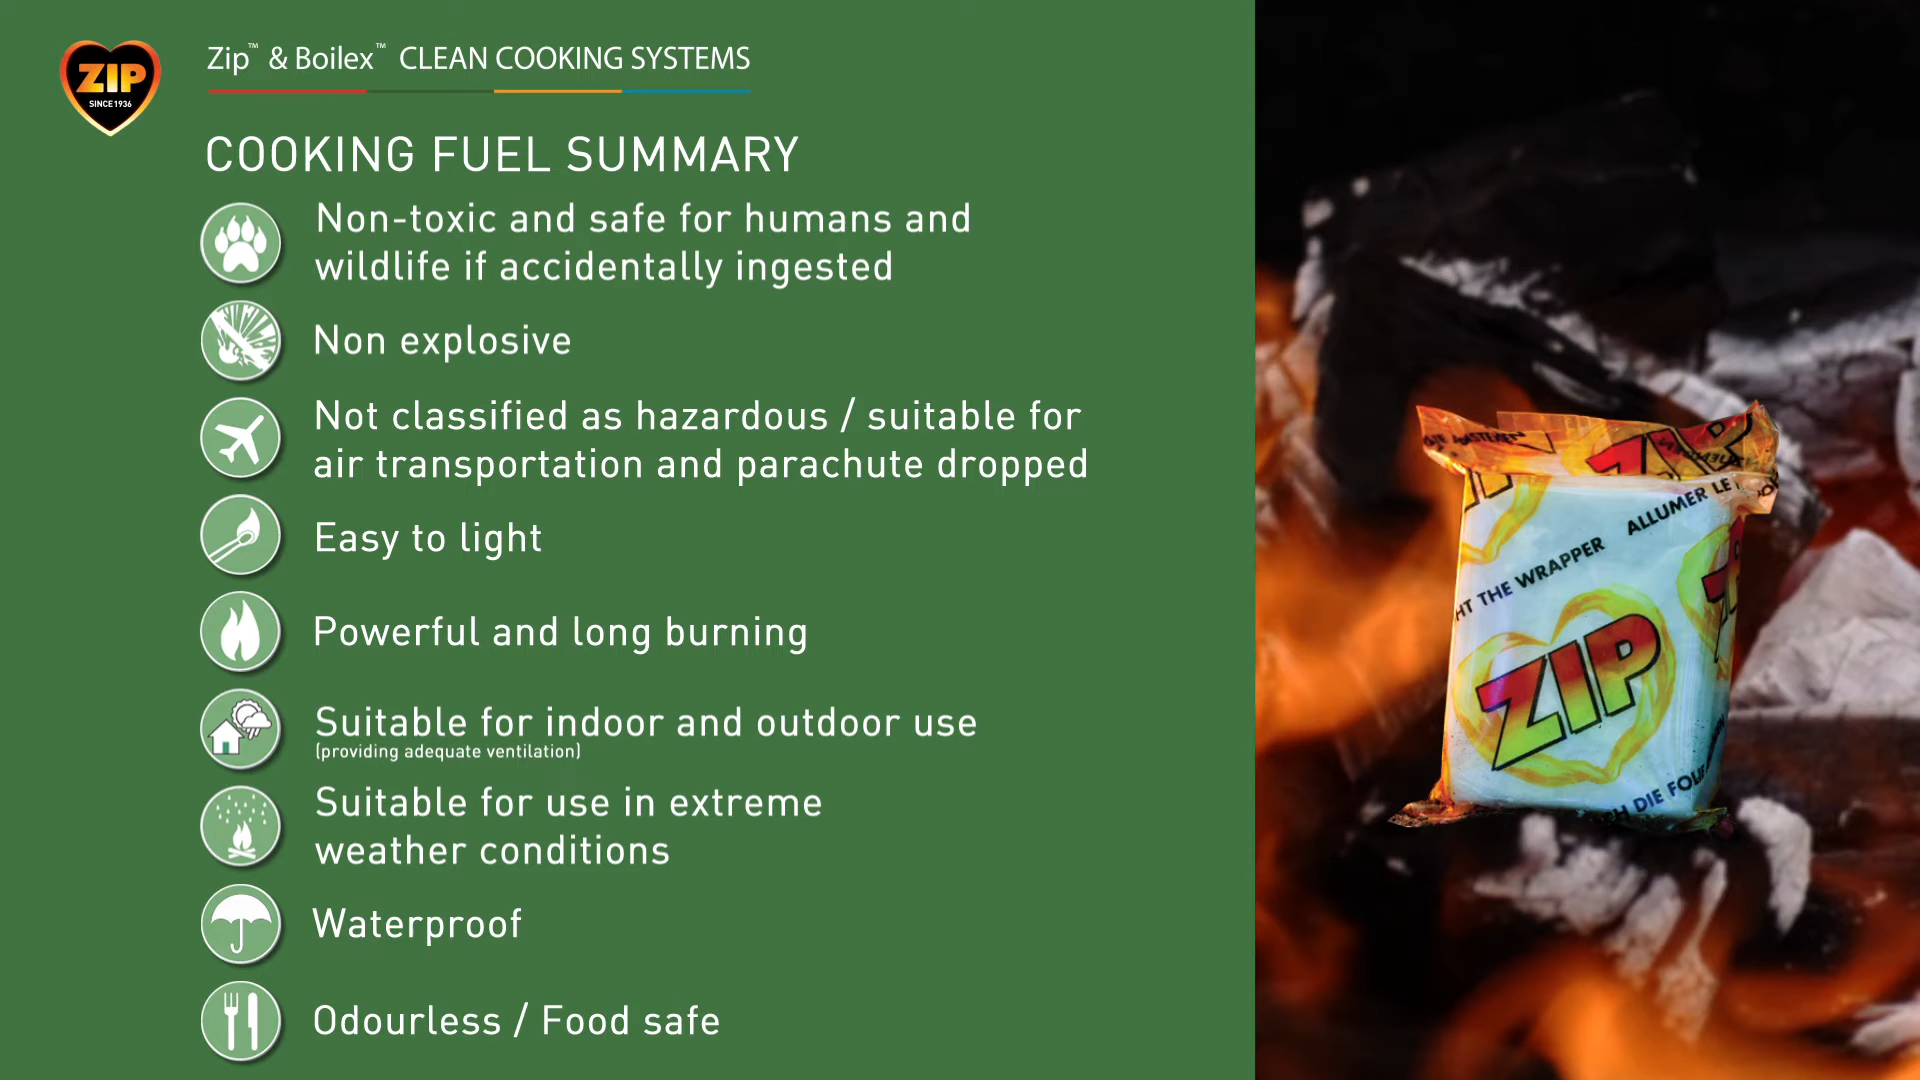 ZIP
SINCE 1936
Zip™ & Boilex™ CLEAN COOKING SYSTEMS
COOKING FUEL SUMMARY
Non-toxic and safe for humans and
wildlife if accidentally ingested
Non explosive
Not classified as hazardous / suitable for
air transportation and parachute dropped
Easy to light
Powerful and long burning
Suitable for indoor and outdoor use
(providing adequate ventilation)
Suitable for use in extreme
weather conditions
Waterproof
Odourless / Food safe
ZIP
ALLUMER LE
THE WRAPPER
ZIP
DIE FOLIE